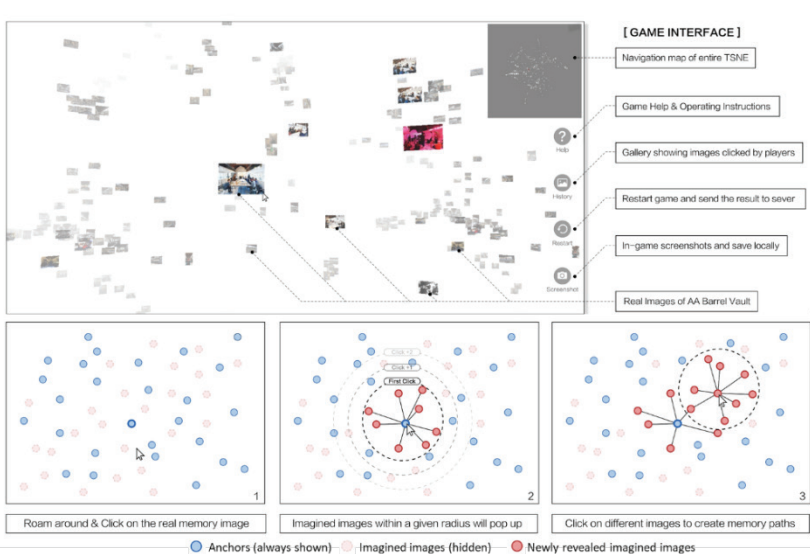 [ GAME INTERFACE ]
Navigation map of entire TSNE
Game Help & Operating Instructions
Help
Gallery showing images clicked by players
History
Restart game and send the result to sever
Restart
In-game screenshots and save locally
Screenshot
Real Images of AA Barrel Vault
Click +2
Click +1
First Click
1
2
3
Roam around & Click on the real memory image
Imagined images within a given radius will pop up
Click on different images to create memory paths
Anchors (always shown) Imagined images (hidden) Newly revealed imagined images